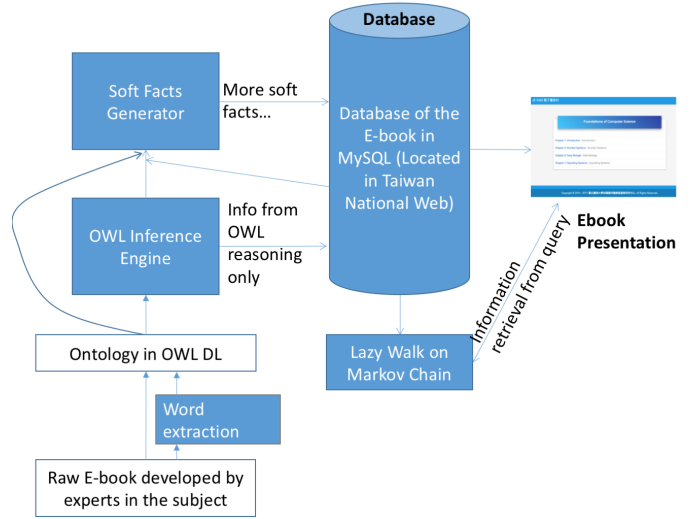 Database
Soft Facts
Generator
More soft
facts...
Database of the
E-book in
MySQL (Located
in Taiwan
National Web)
Foundations of Computer Science
OWL Inference
Engine
Info from
OWL
reasoning
only
Ebook
Presentation
Information
retrieval from query
Ontology in OWL DL
Lazy Walk on
Markov Chain
Word
extraction
Raw E-book developed by
experts in the subject